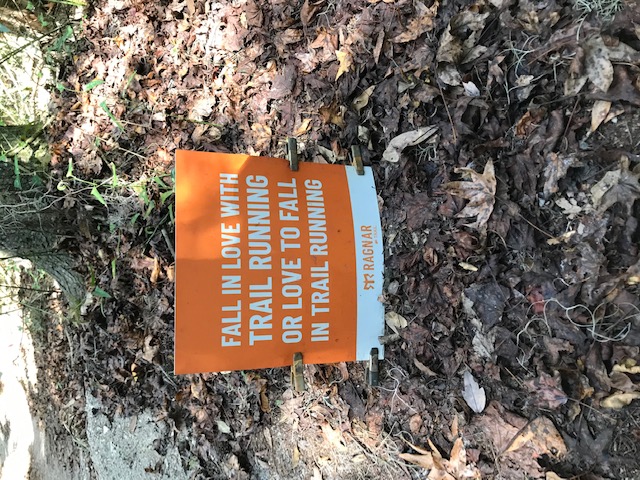 FALL IN LOVE WITH
TRAIL RUNNING
OR LOVE TO FALL
IN TRAIL RUNNING
RAGNAR